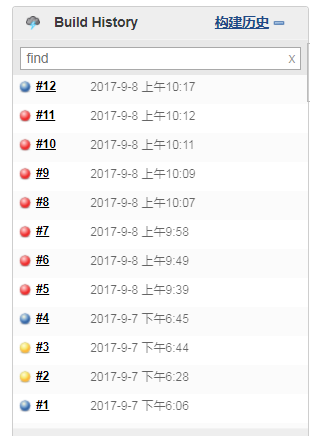 Build History 构建历史
find X
#12 2017-9-8 上午10:17
#11 2017-9-8 上午10:12
#10 2017-9-8 上午10:11
#9 2017-9-8 上午10:09
#8 2017-9-8 上午10:07
#7 2017-9-8 上午9:58
#6 2017-9-8 上午9:49
#5 2017-9-8 上午9:39
#4 2017-9-7 下午6:45
#3 2017-9-7 下午6:44
#2 2017-9-7 下午6:28
#1 2017-9-7 下午6:06